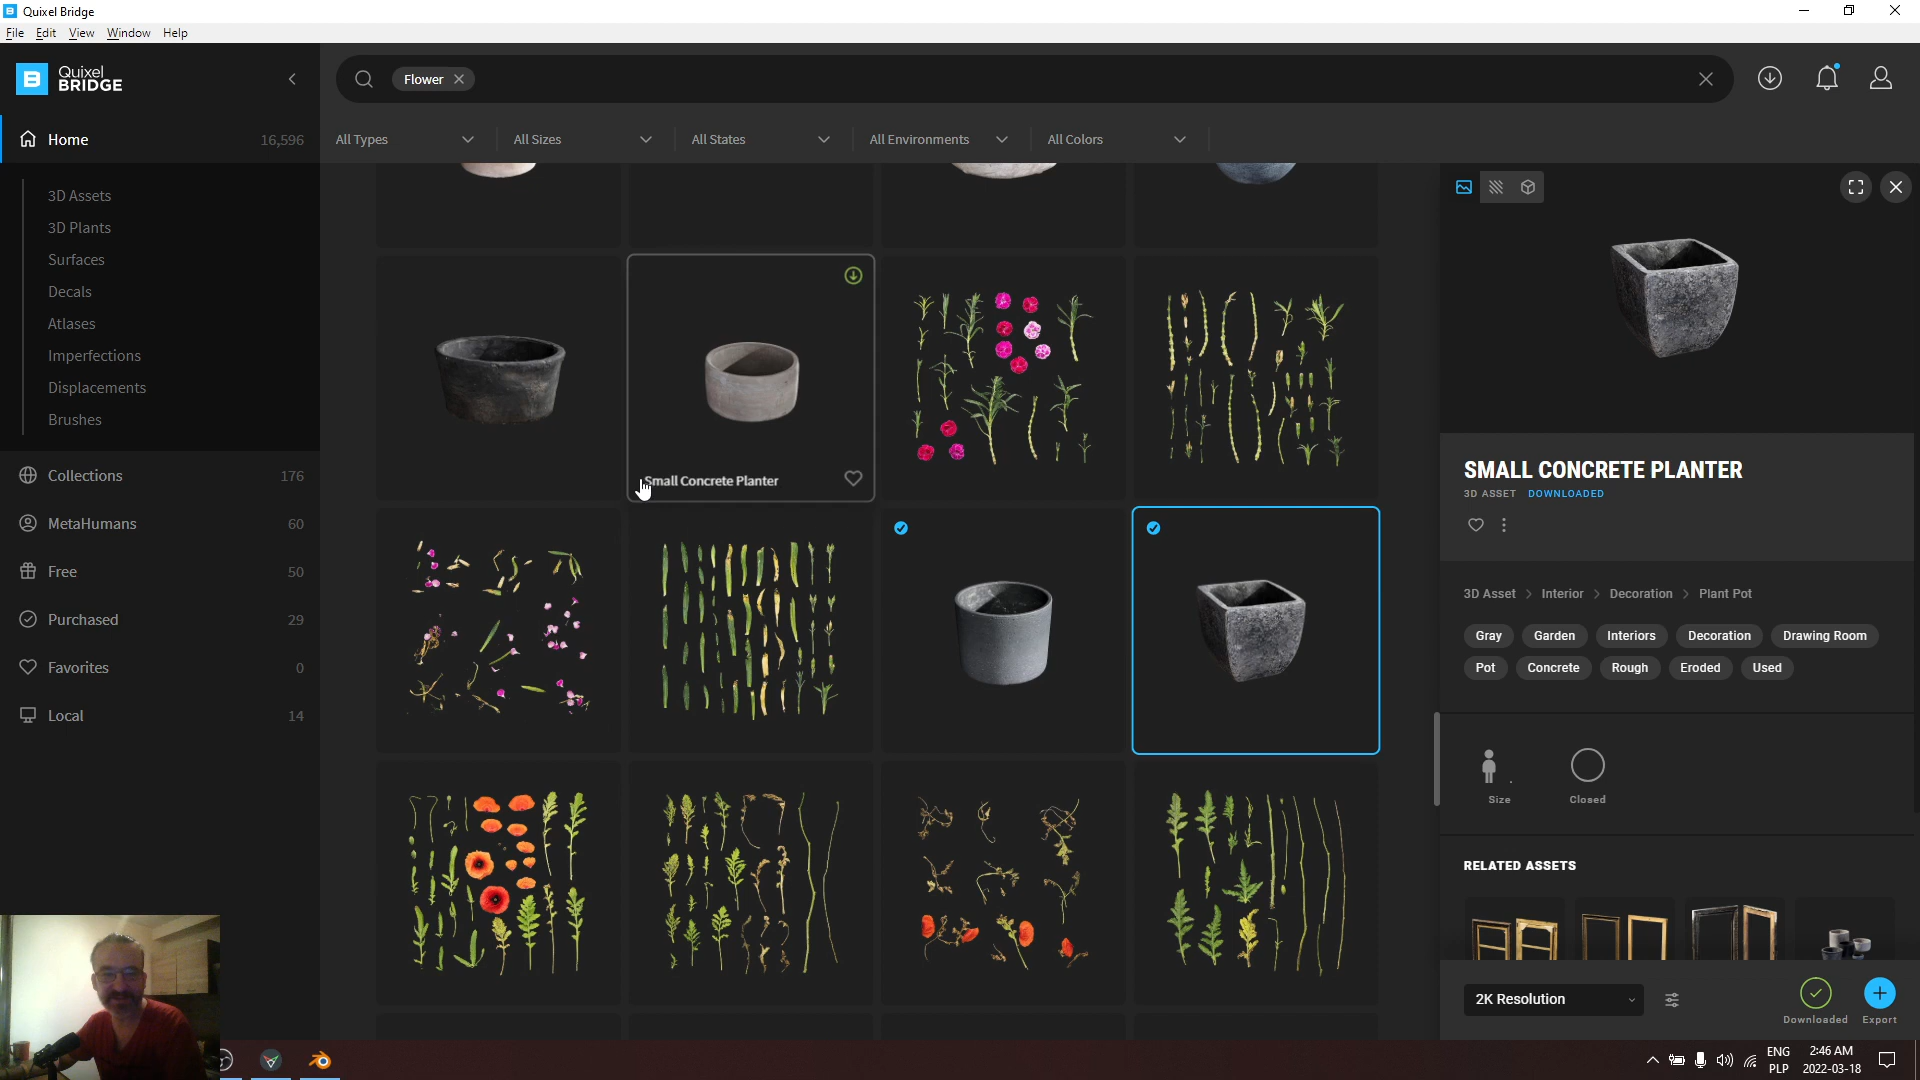 Quixel Bridge
File Edit View Window Help
Quixel
BRIDGE
Flower
Home 16,596
All Types All Sizes All States All Environments All Colors
3D Assets
3D Plants
Surfaces
Decals
Atlases
Imperfections
Displacements
Brushes
Collections 176
MetaHumans 60
Free 50
Purchased 29
Favorites 0
Local 14
Small Concrete Planter
SMALL CONCRETE PLANTER
3D ASSET DOWNLOADED
3D Asset > Interior > Decoration > Plant Pot
Gray Garden Interiors Decoration Drawing Room
Pot Concrete Rough Eroded Used
Size Closed
RELATED ASSETS
2K Resolution
Downloaded Export
ENG 2:46 AM
PLP 2022-03-18